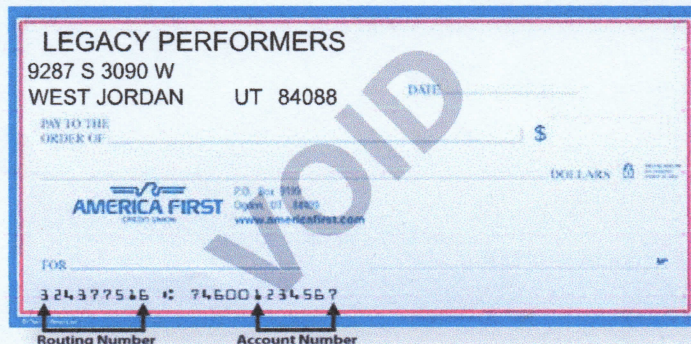 LEGACY PERFORMERS
9287 S 3090 W
WEST JORDAN UT 84088
DATE
PAY TO THE
ORDER OF
$
DOLLARS
VOID
AMERICA FIRST
CREDIT UNION
P.O. Box 9199
Ogden, UT 84409
www.americafirst.com
FOR
MP
324377516 ⑆ 746001234567
Routing Number Account Number